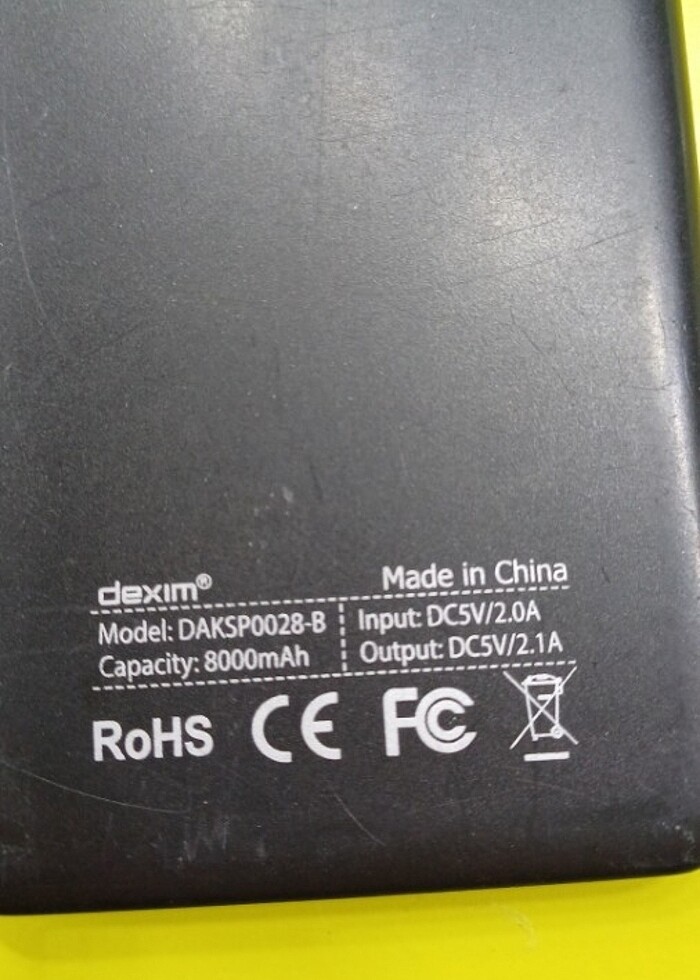 dexim®
Made in China
Model: DAKSP0028-B
Input: DC5V/2.0A
Capacity: 8000mAh
Output: DC5V/2.1A
RoHS CE FC